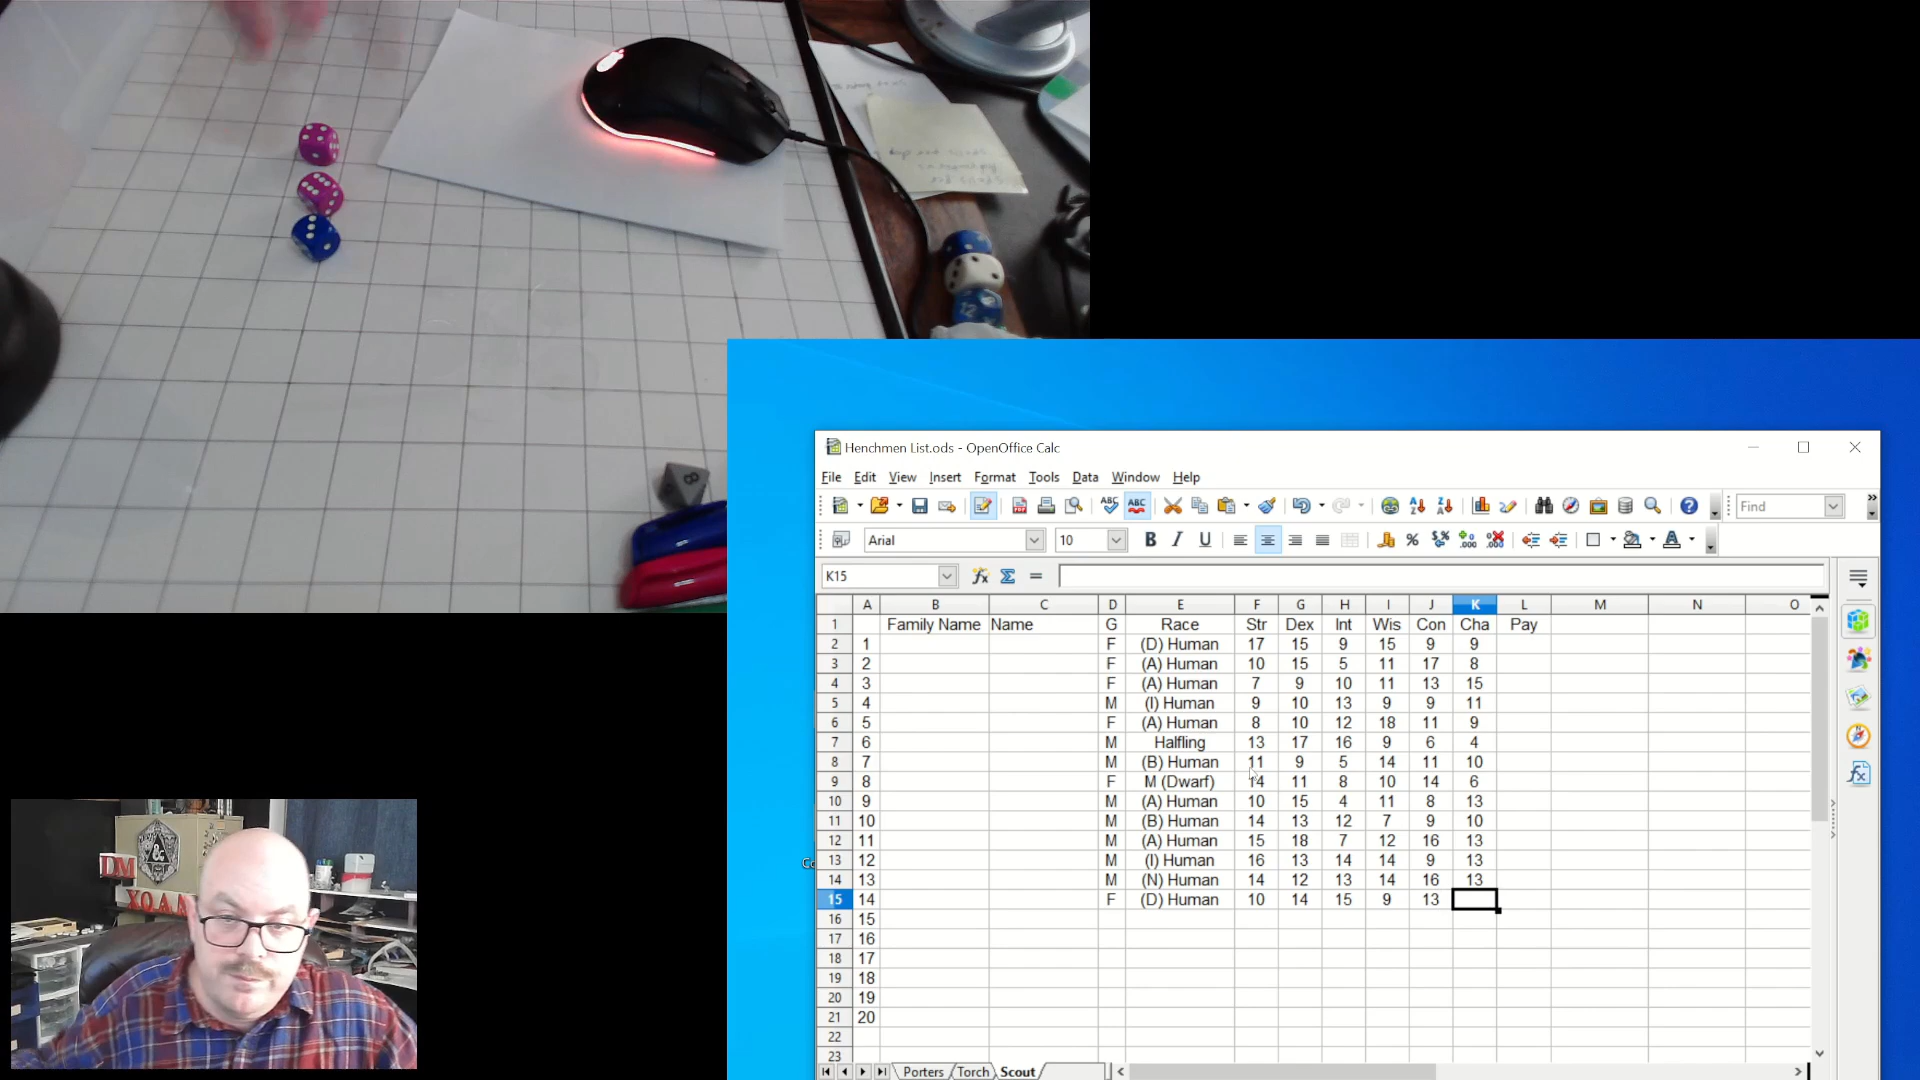 12
8
DM
&
XQAA
Henchmen List.ods - OpenOffice Calc
File Edit View Insert Format Tools Data Window Help
ABC ABC Find
Arial 10 B I U
K15
A B C D E F G H I J K L M N O
1 Family Name Name G Race Str Dex Int Wis Con Cha Pay
2 1 F (D) Human 17 15 9 15 9 9
3 2 F (A) Human 10 15 5 11 17 8
4 3 F (A) Human 7 9 10 11 13 15
5 4 M (I) Human 9 10 13 9 9 11
6 5 F (A) Human 8 10 12 18 11 9
7 6 M Halfling 13 17 16 9 6 4
8 7 M (B) Human 11 9 5 14 11 10
9 8 F M (Dwarf) 14 11 8 10 14 6
10 9 M (A) Human 10 15 4 11 8 13
11 10 M (B) Human 14 13 12 7 9 10
12 11 M (A) Human 15 18 7 12 16 13
13 12 M (I) Human 16 13 14 14 9 13
14 13 M (N) Human 14 12 13 14 16 13
15 14 F (D) Human 10 14 15 9 13
16 15
17 16
18 17
19 18
20 19
21 20
22
23
Porters Torch Scout